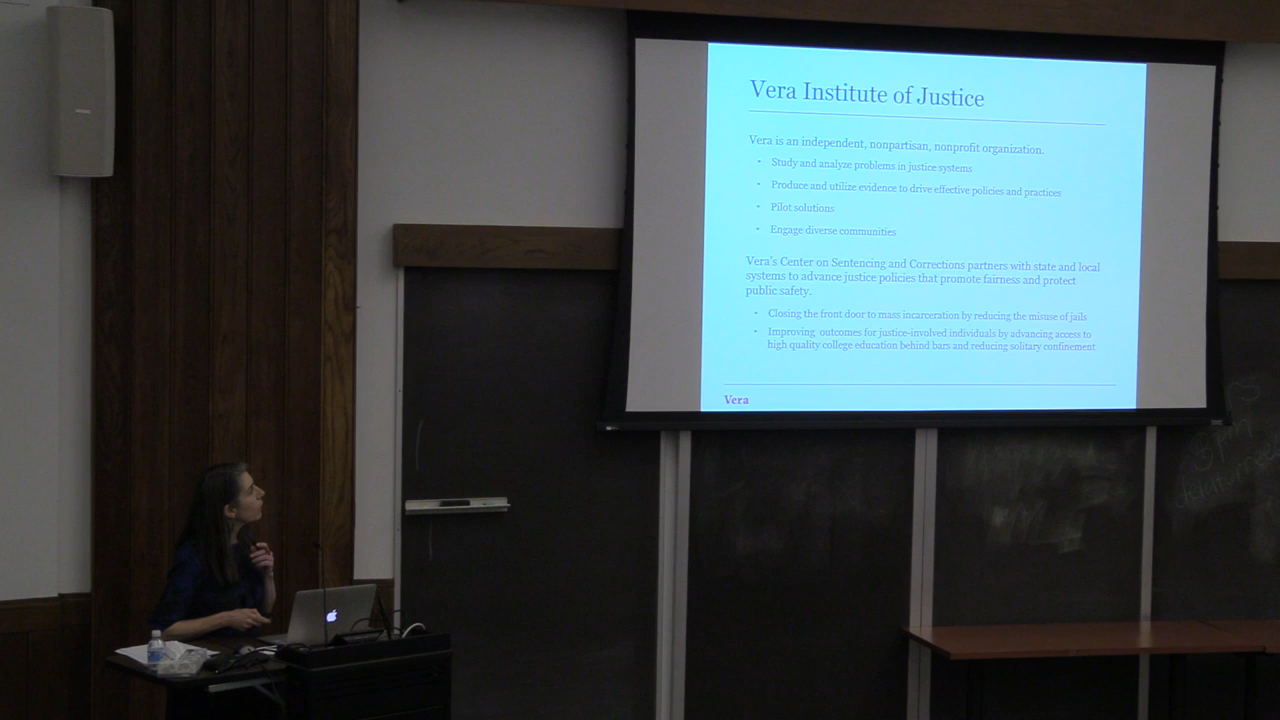 Vera Institute of Justice
Vera is an independent, nonpartisan, nonprofit organization.
• Study and analyze problems in justice systems
• Produce and utilize evidence to drive effective policies and practices
• Pilot solutions
• Engage diverse communities
Vera's Center on Sentencing and Corrections partners with state and local
systems to advance justice policies that promote fairness and protect
public safety.
• Closing the front door to mass incarceration by reducing the misuse of jails
• Improving outcomes for justice-involved individuals by advancing access to
high quality college education behind bars and reducing solitary confinement
Vera
3pm